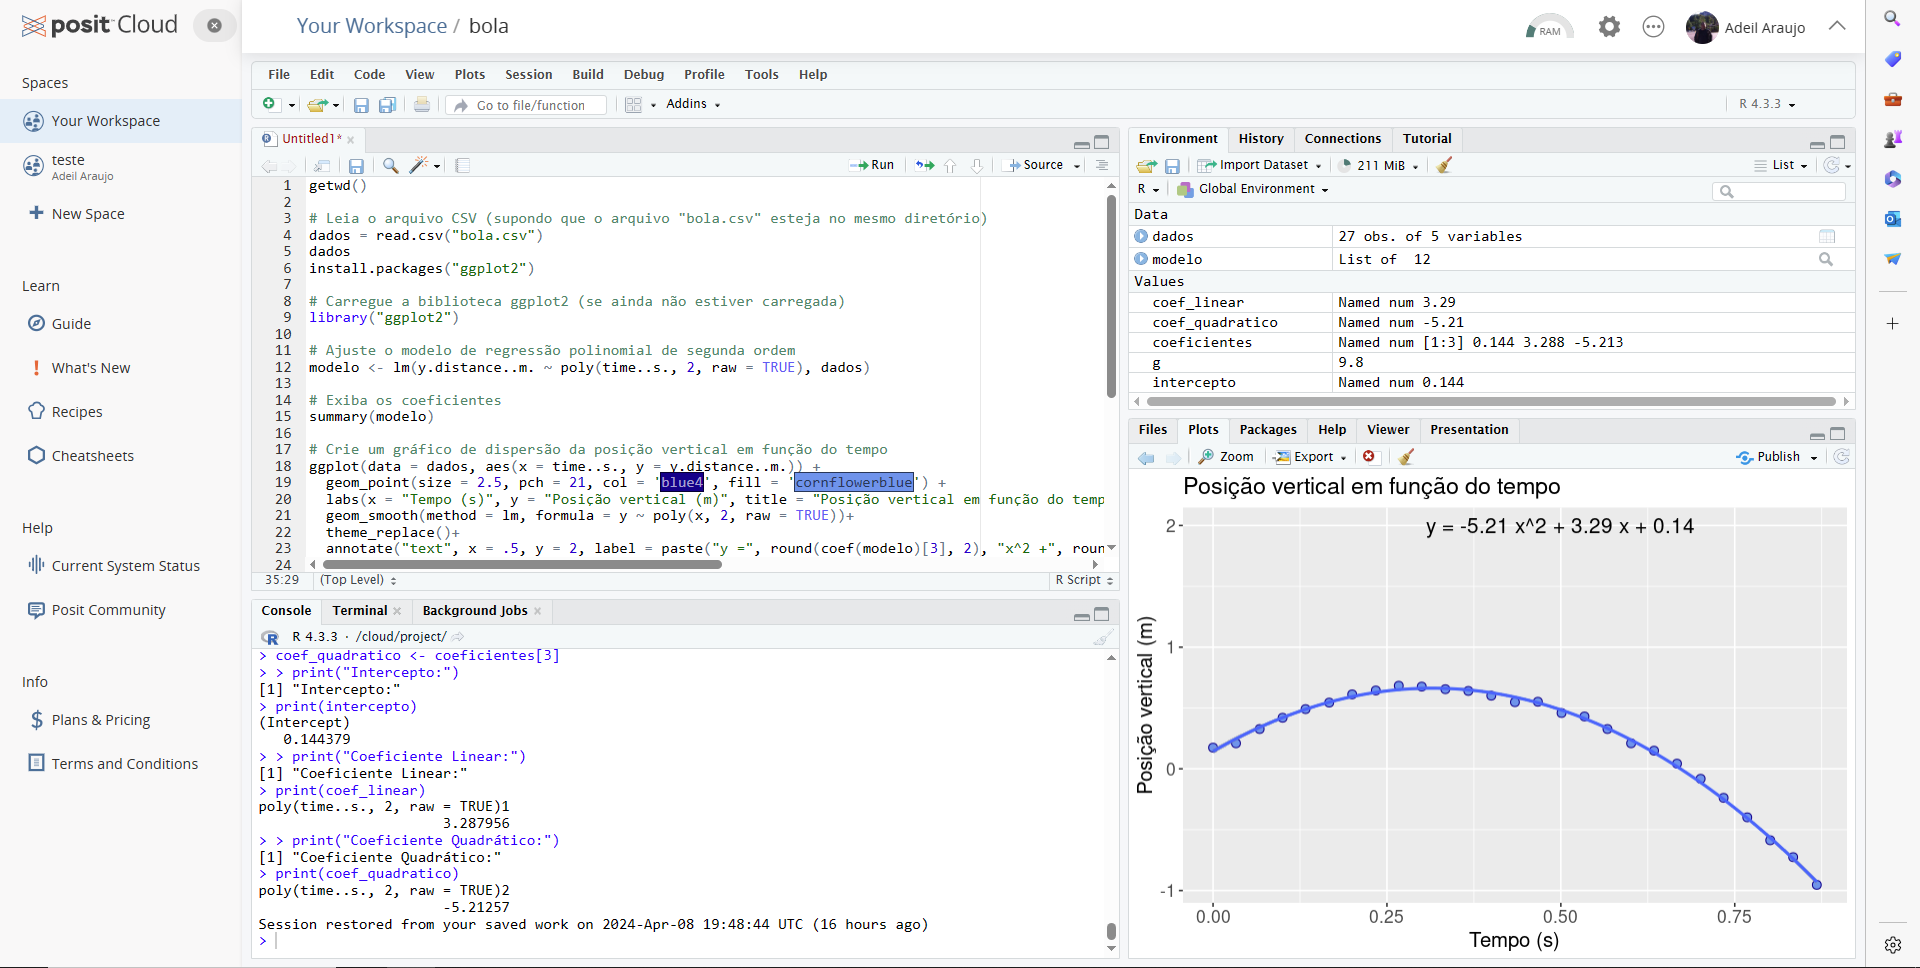 posit Cloud
Your Workspace / bola
RAM
Adeil Araujo
Spaces
Your Workspace
teste
Adeil Araujo
New Space
Learn
Guide
What's New
Recipes
Cheatsheets
Help
Current System Status
Posit Community
Info
Plans & Pricing
Terms and Conditions
File Edit Code View Plots Session Build Debug Profile Tools Help
Go to file/function Addins
R 4.3.3
Untitled1*
Run Source
1 getwd()
2
3 # Leia o arquivo CSV (supondo que o arquivo "bola.csv" esteja no mesmo diretório)
4 dados = read.csv("bola.csv")
5 dados
6 install.packages("ggplot2")
7
8 # Carregue a biblioteca ggplot2 (se ainda não estiver carregada)
9 library("ggplot2")
10
11 # Ajuste o modelo de regressão polinomial de segunda ordem
12 modelo <- lm(y.distance..m. ~ poly(time..s., 2, raw = TRUE), dados)
13
14 # Exiba os coeficientes
15 summary(modelo)
16
17 # Crie um gráfico de dispersão da posição vertical em função do tempo
18 ggplot(data = dados, aes(x = time..s., y = y.distance..m.)) +
19 geom_point(size = 2.5, pch = 21, col = 'blue4', fill = 'cornflowerblue') +
20 labs(x = "Tempo (s)", y = "Posição vertical (m)", title = "Posição vertical em função do temp
21 geom_smooth(method = lm, formula = y ~ poly(x, 2, raw = TRUE))+
22 theme_replace()+
23 annotate("text", x = .5, y = 2, label = paste("y =", round(coef(modelo)[3], 2), "x^2 +", roun
24
35:29 (Top Level) R Script
Console Terminal Background Jobs
R 4.3.3 · /cloud/project/
> coef_quadratico <- coeficientes[3]
> > print("Intercepto:")
[1] "Intercepto:"
> print(intercepto)
(Intercept)
0.144379
> > print("Coeficiente Linear:")
[1] "Coeficiente Linear:"
> print(coef_linear)
poly(time..s., 2, raw = TRUE)1
3.287956
> > print("Coeficiente Quadrático:")
[1] "Coeficiente Quadrático:"
> print(coef_quadratico)
poly(time..s., 2, raw = TRUE)2
-5.21257
Session restored from your saved work on 2024-Apr-08 19:48:44 UTC (16 hours ago)
>
Environment History Connections Tutorial
Import Dataset 211 MiB List
R Global Environment
Data
dados 27 obs. of 5 variables
modelo List of 12
Values
coef_linear Named num 3.29
coef_quadratico Named num -5.21
coeficientes Named num [1:3] 0.144 3.288 -5.213
g 9.8
intercepto Named num 0.144
Files Plots Packages Help Viewer Presentation
Zoom Export Publish
Posição vertical em função do tempo
y = -5.21 x^2 + 3.29 x + 0.14
Posição vertical (m)
2
1
0
-1
0.00 0.25 0.50 0.75
Tempo (s)